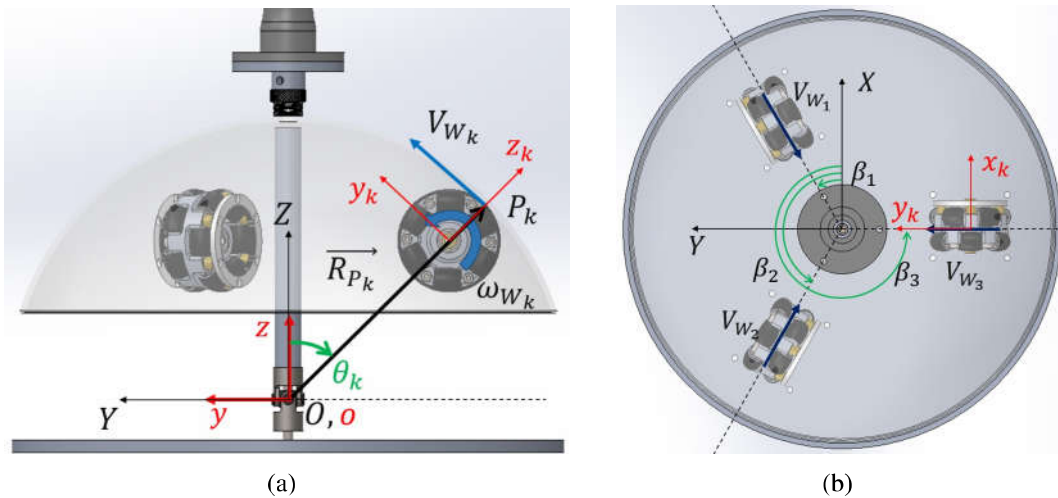 V_{W_k}
z_k
y_k
P_k
Z
\overrightarrow{R_{P_k}}
ω_{W_k}
z
θ_k
Y
y
O, o
(a)
X
V_{W_1}
β_1
x_k
Y
y_k
β_2
β_3
V_{W_3}
V_{W_2}
(b)